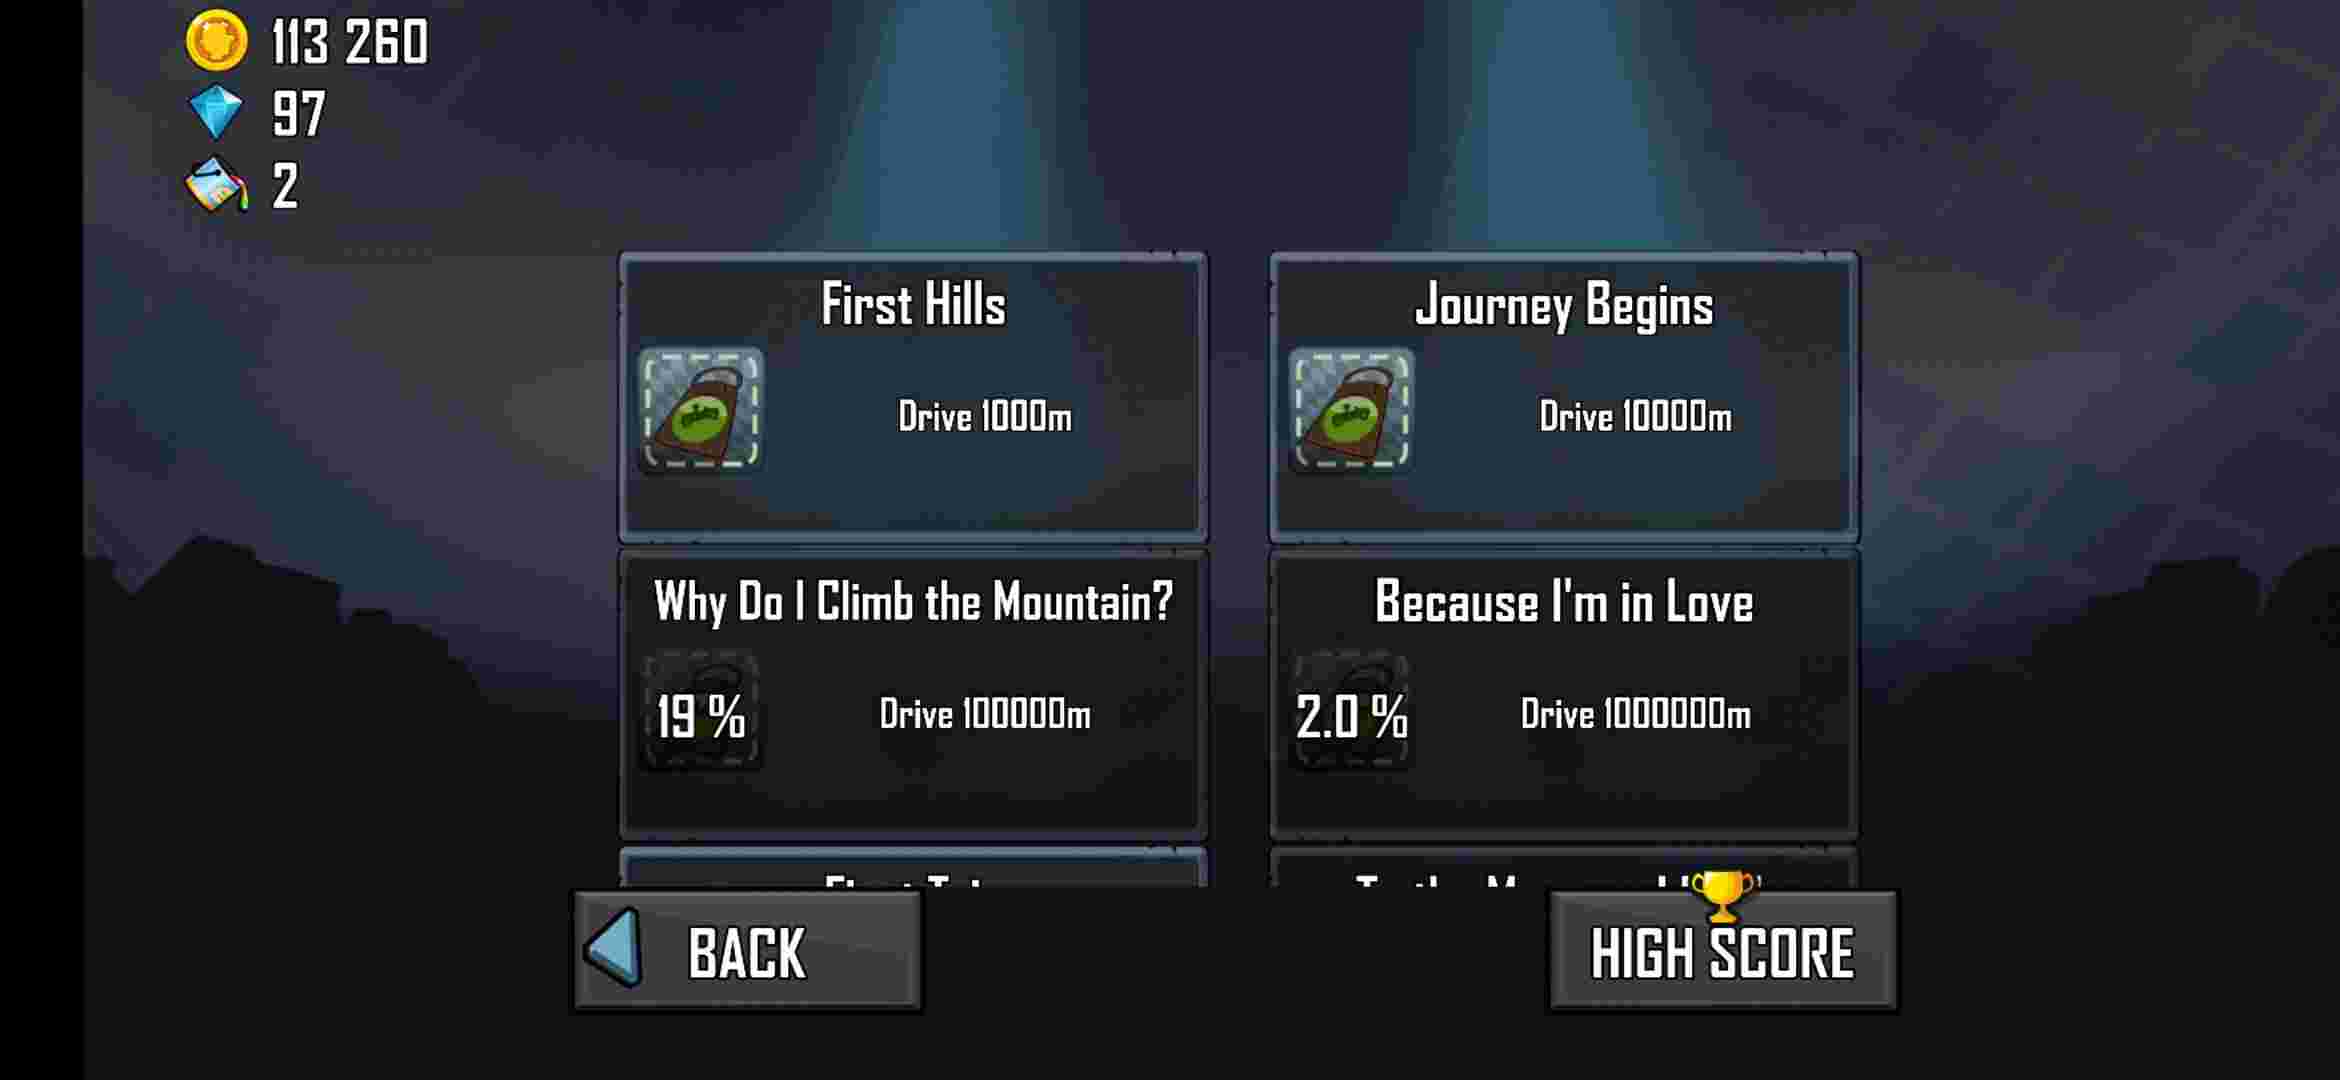 113 260
97
2
First Hills
Drive 1000m
Journey Begins
Drive 10000m
Why Do I Climb the Mountain?
19 %
Drive 100000m
Because I'm in Love
2.0 %
Drive 1000000m
BACK
HIGH SCORE